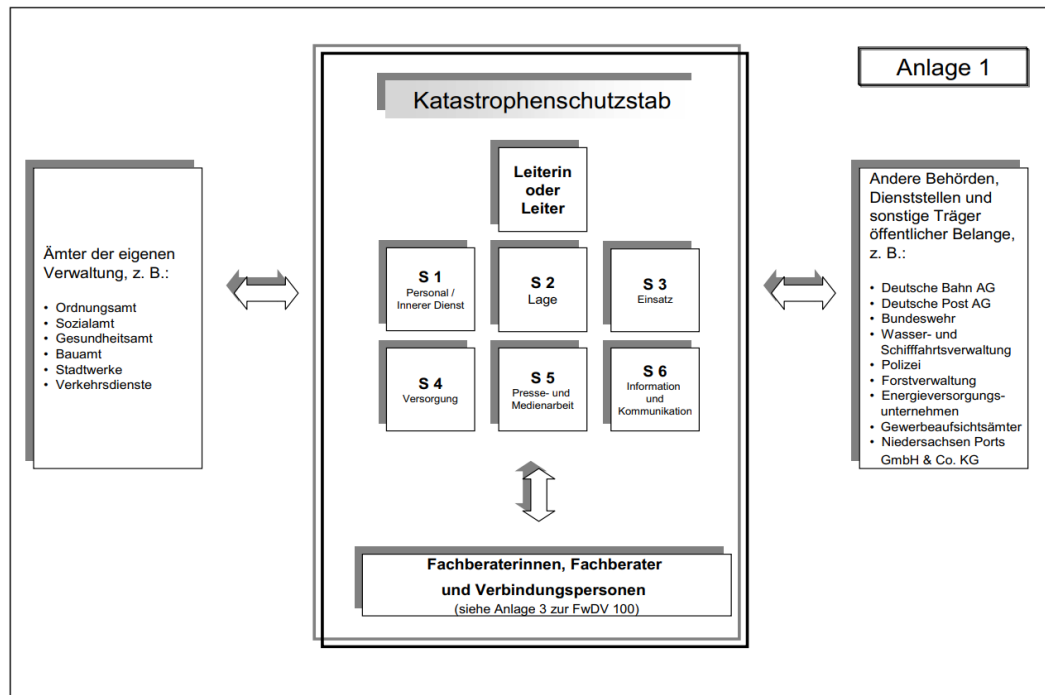 Anlage 1
Katastrophenschutzstab
Leiterin
oder
Leiter
Ämter der eigenen
Verwaltung, z. B.:
• Ordnungsamt
• Sozialamt
• Gesundheitsamt
• Bauamt
• Stadtwerke
• Verkehrsdienste
S 1
Personal /
Innerer Dienst
S 2
Lage
S 3
Einsatz
S 4
Versorgung
S 5
Presse- und
Medienarbeit
S 6
Information
und
Kommunikation
Fachberaterinnen, Fachberater
und Verbindungspersonen
(siehe Anlage 3 zur FwDV 100)
Andere Behörden,
Dienststellen und
sonstige Träger
öffentlicher Belange,
z. B.:
• Deutsche Bahn AG
• Deutsche Post AG
• Bundeswehr
• Wasser- und
Schifffahrtsverwaltung
• Polizei
• Forstverwaltung
• Energieversorgungs-
unternehmen
• Gewerbeaufsichtsämter
• Niedersachsen Ports
GmbH & Co. KG